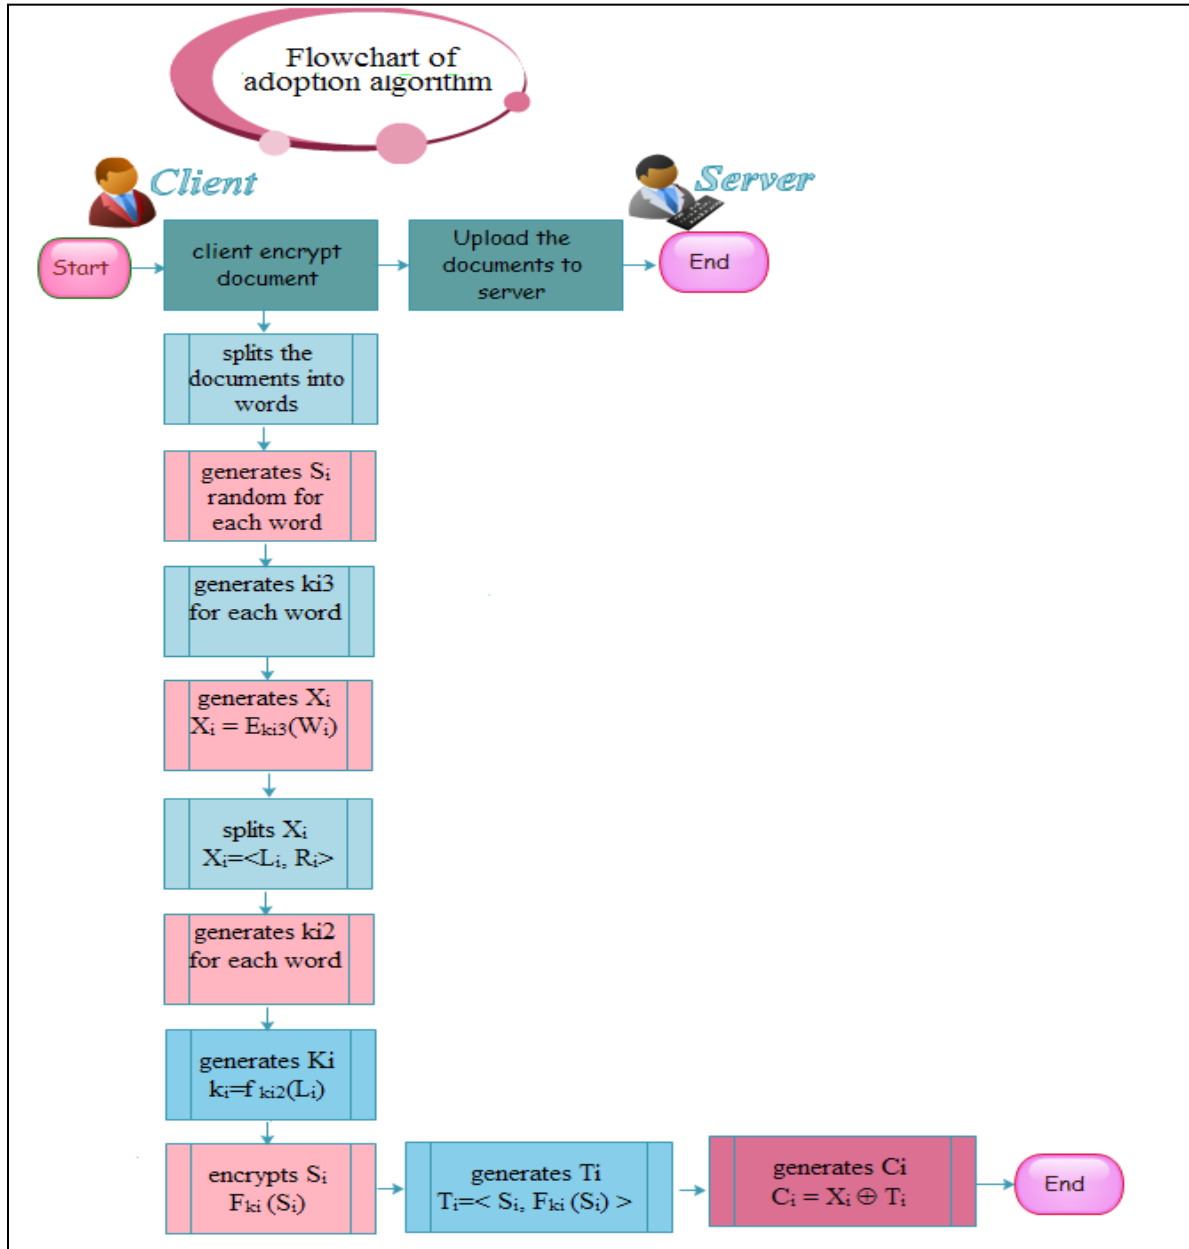 Flowchart of
adoption algorithm
Client
Server
Start
client encrypt
document
Upload the
documents to
server
End
splits the
documents into
words
generates Sᵢ
random for
each word
generates ki3
for each word
generates Xᵢ
Xᵢ = Eₖᵢ₃(Wᵢ)
splits Xᵢ
Xᵢ=<Lᵢ, Rᵢ>
generates ki2
for each word
generates Ki
kᵢ=f ₖᵢ₂(Lᵢ)
encrypts Sᵢ
Fₖᵢ (Sᵢ)
generates Ti
Tᵢ=< Sᵢ, Fₖᵢ (Sᵢ) >
generates Ci
Cᵢ = Xᵢ ⊕ Tᵢ
End